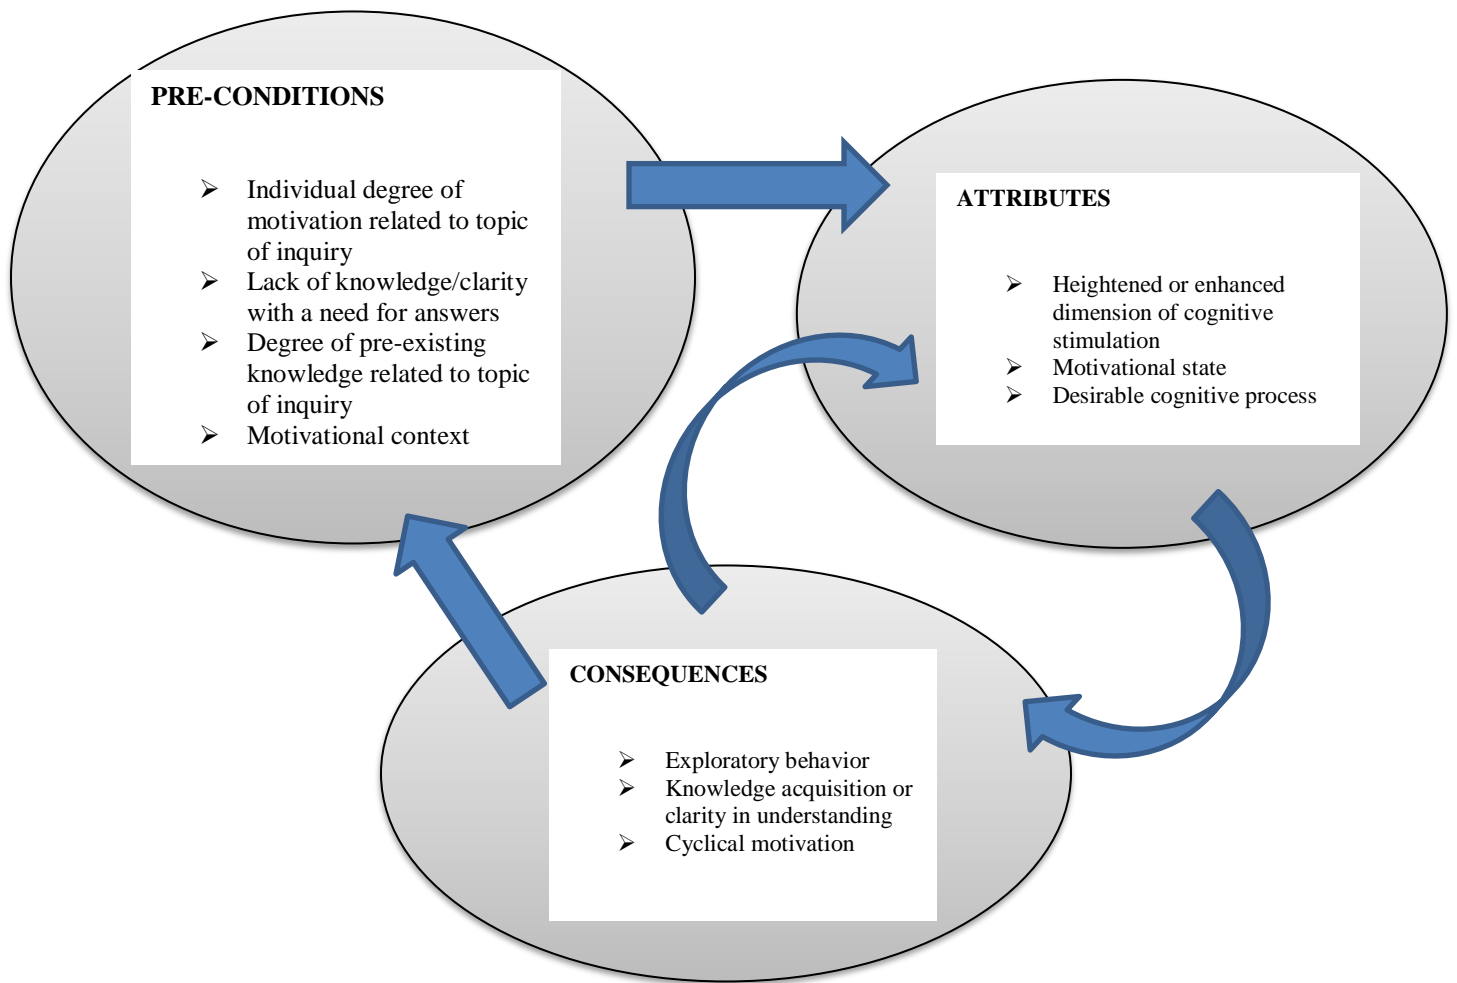 PRE-CONDITIONS
➢ Individual degree of
motivation related to topic
of inquiry
➢ Lack of knowledge/clarity
with a need for answers
➢ Degree of pre-existing
knowledge related to topic
of inquiry
➢ Motivational context
ATTRIBUTES
➢ Heightened or enhanced
dimension of cognitive
stimulation
➢ Motivational state
➢ Desirable cognitive process
CONSEQUENCES
➢ Exploratory behavior
➢ Knowledge acquisition or
clarity in understanding
➢ Cyclical motivation